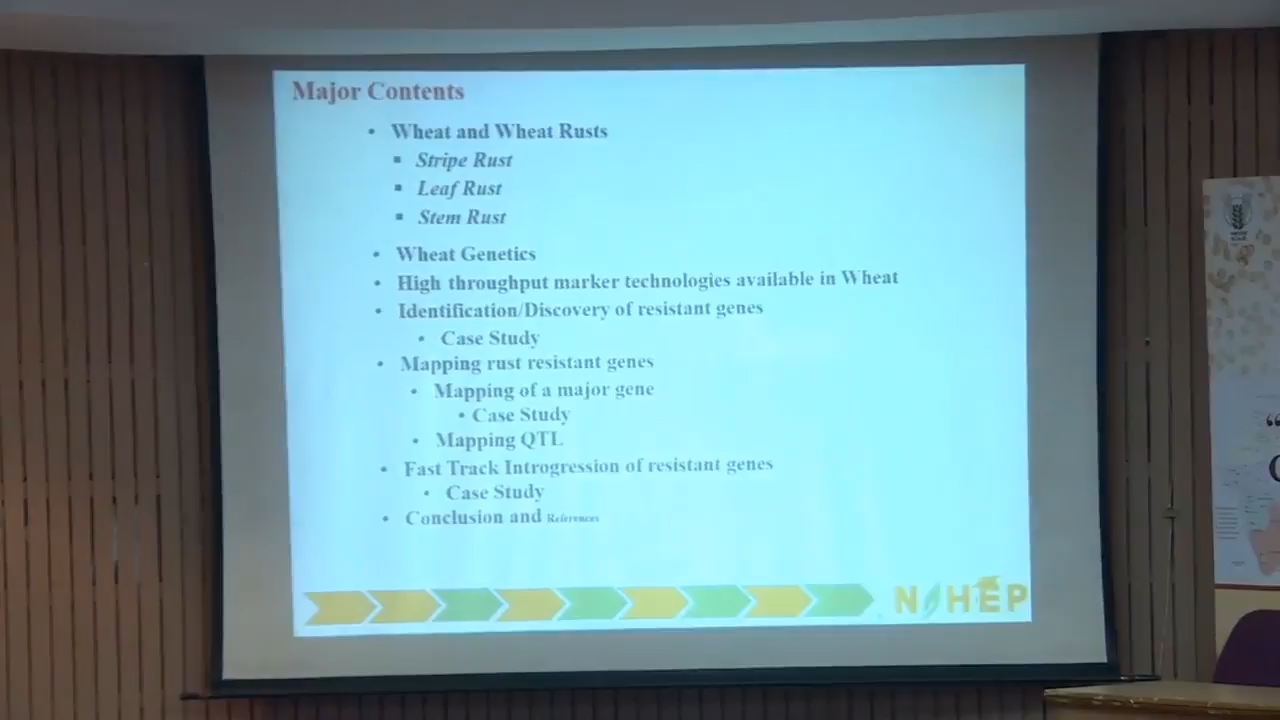 Major Contents
• Wheat and Wheat Rusts
▪ Stripe Rust
▪ Leaf Rust
▪ Stem Rust
• Wheat Genetics
• High throughput marker technologies available in Wheat
• Identification/Discovery of resistant genes
• Case Study
• Mapping rust resistant genes
• Mapping of a major gene
• Case Study
• Mapping QTL
• Fast Track Introgression of resistant genes
• Case Study
• Conclusion and References
NAHEP